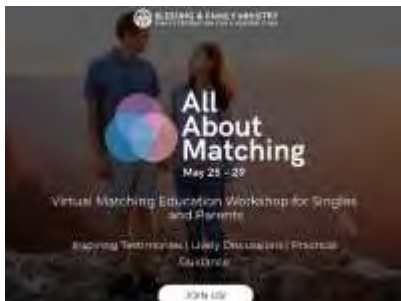 BLESSING & FAMILY MINISTRY
All
About
Matching
May 25 - 29
Virtual Matching Education Workshop for Singles
and Parents
Inspiring Testimonies | Lively Discussions | Practical
Guidance
JOIN US!